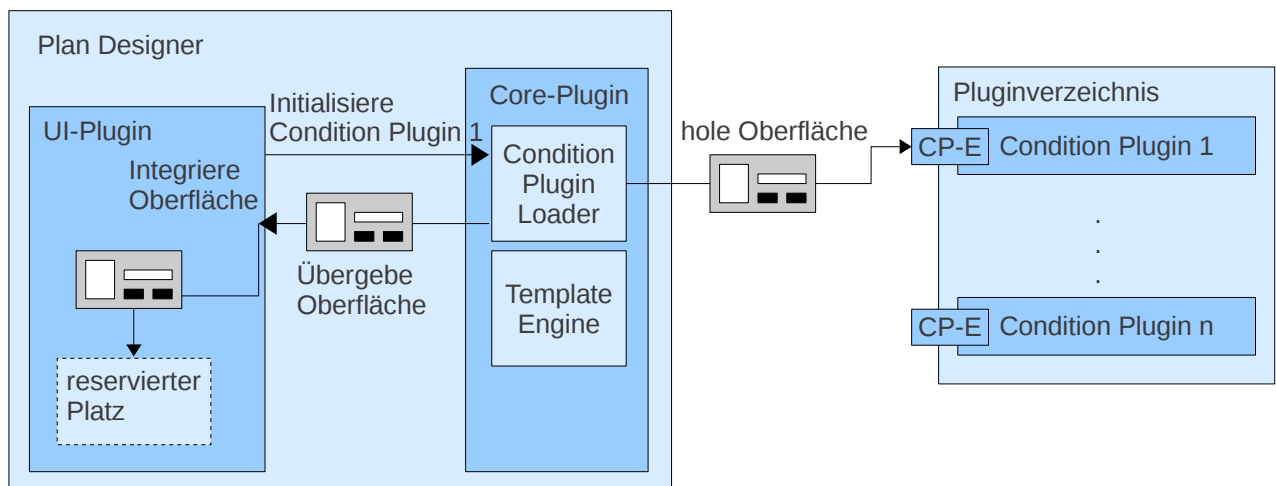 Plan Designer
UI-Plugin
Initialisiere
Condition Plugin 1
Integriere
Oberfläche
Übergebe
Oberfläche
reservierter
Platz
Core-Plugin
Condition
Plugin
Loader
Template
Engine
hole Oberfläche
Pluginverzeichnis
CP-E
Condition Plugin 1
.
.
.
CP-E
Condition Plugin n